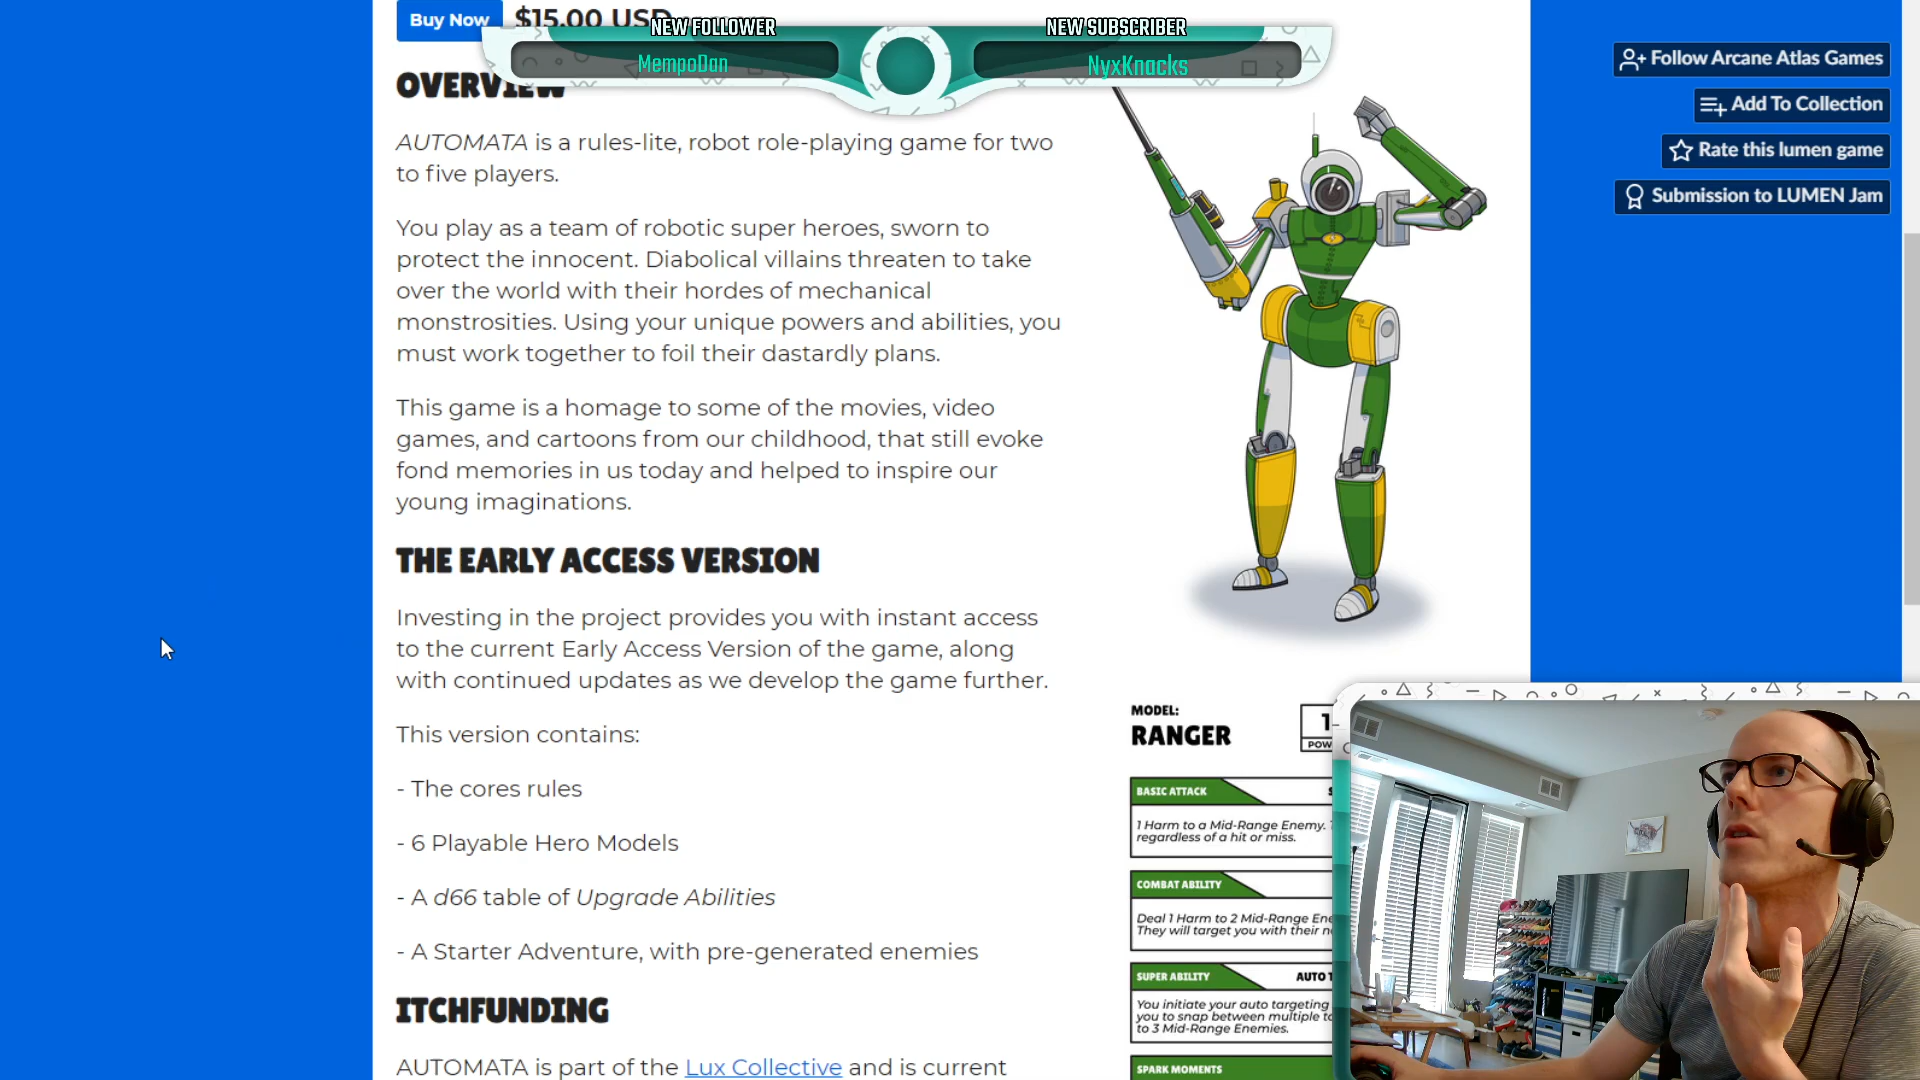 Buy Now $15.00 USD
NEW FOLLOWER
MempoDan
NEW SUBSCRIBER
NyxKnacks
Follow Arcane Atlas Games
Add To Collection
Rate this lumen game
Submission to LUMEN Jam
OVERVIEW
AUTOMATA is a rules-lite, robot role-playing game for two
to five players.
You play as a team of robotic super heroes, sworn to
protect the innocent. Diabolical villains threaten to take
over the world with their hordes of mechanical
monstrosities. Using your unique powers and abilities, you
must work together to foil their dastardly plans.
This game is a homage to some of the movies, video
games, and cartoons from our childhood, that still evoke
fond memories in us today and helped to inspire our
young imaginations.
THE EARLY ACCESS VERSION
Investing in the project provides you with instant access
to the current Early Access Version of the game, along
with continued updates as we develop the game further.
This version contains:
- The cores rules
- 6 Playable Hero Models
- A d66 table of Upgrade Abilities
- A Starter Adventure, with pre-generated enemies
ITCHFUNDING
AUTOMATA is part of the Lux Collective and is current
MODEL:
RANGER
BASIC ATTACK
1 Harm to a Mid-Range Enemy.
regardless of a hit or miss.
COMBAT ABILITY
Deal 1 Harm to 2 Mid-Range
They will target you with their
SUPER ABILITY AUTO
You initiate your auto targeting
you to snap between multiple
to 3 Mid-Range Enemies.
SPARK MOMENTS